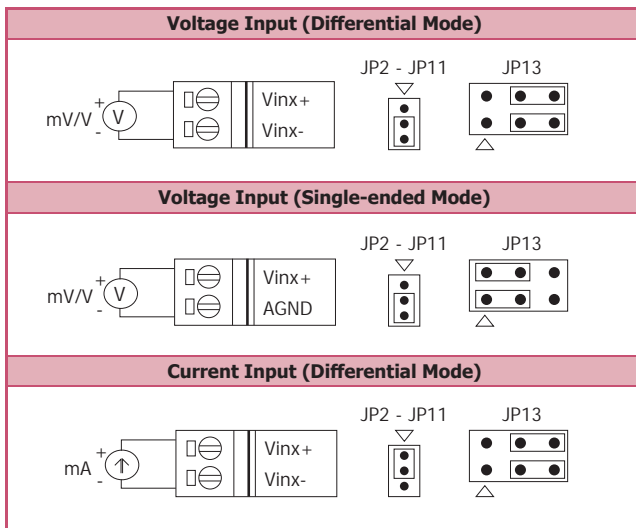 Voltage Input (Differential Mode)
JP2 - JP11 JP13
mV/V + - V Vinx+
Vinx-
Voltage Input (Single-ended Mode)
JP2 - JP11 JP13
mV/V + - V Vinx+
AGND
Current Input (Differential Mode)
JP2 - JP11 JP13
mA + - Vinx+
Vinx-